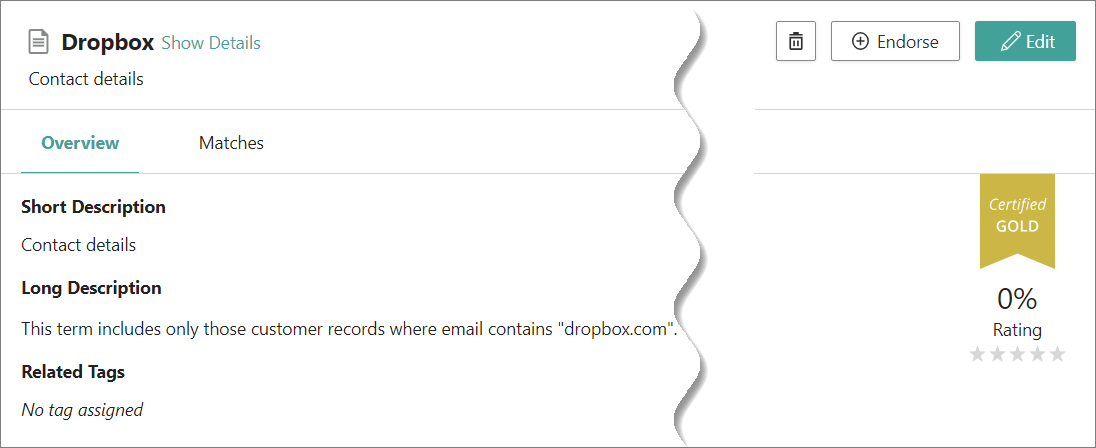 Dropbox Show Details
Endorse
Edit
Contact details
Overview
Matches
Short Description
Contact details
Long Description
This term includes only those customer records where email contains "dropbox.com".
Related Tags
No tag assigned
Certified
GOLD
0%
Rating